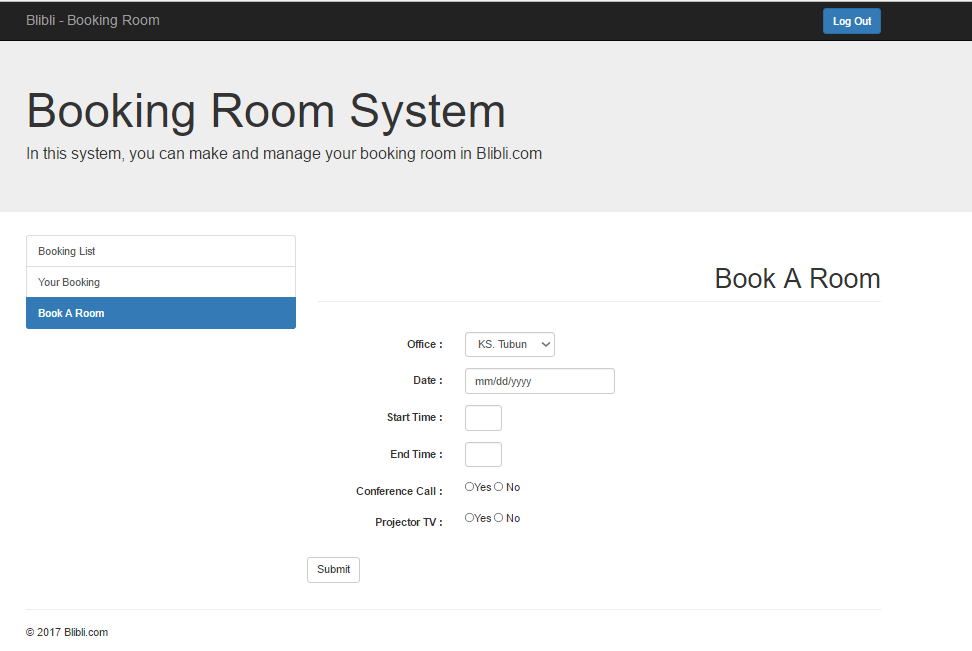 Blibli - Booking Room
Log Out
Booking Room System
In this system, you can make and manage your booking room in Blibli.com
Booking List
Your Booking
Book A Room
Book A Room
Office : KS. Tubun
Date : mm/dd/yyyy
Start Time :
End Time :
Conference Call : Yes No
Projector TV : Yes No
Submit
© 2017 Blibli.com